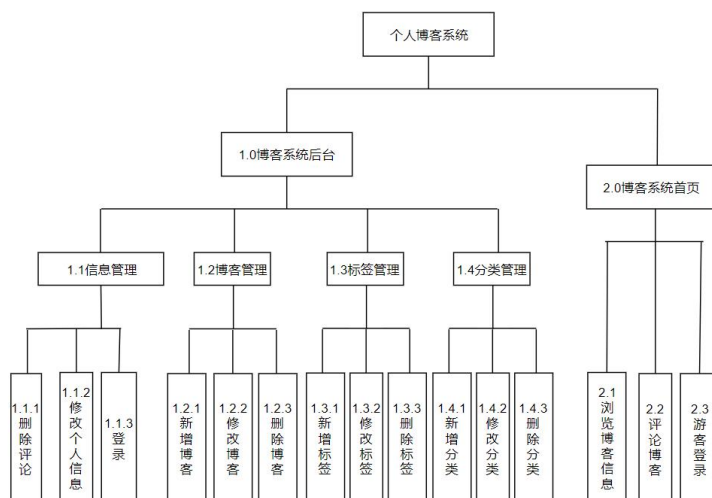 个人博客系统
1.0博客系统后台
2.0博客系统首页
1.1信息管理
1.2博客管理
1.3标签管理
1.4分类管理
1.1.1删除评论
1.1.2修改个人信息
1.1.3登录
1.2.1新增博客
1.2.2修改博客
1.2.3删除博客
1.3.1新增标签
1.3.2修改标签
1.3.3删除标签
1.4.1新增分类
1.4.2修改分类
1.4.3删除分类
2.1浏览博客信息
2.2评论博客
2.3游客登录